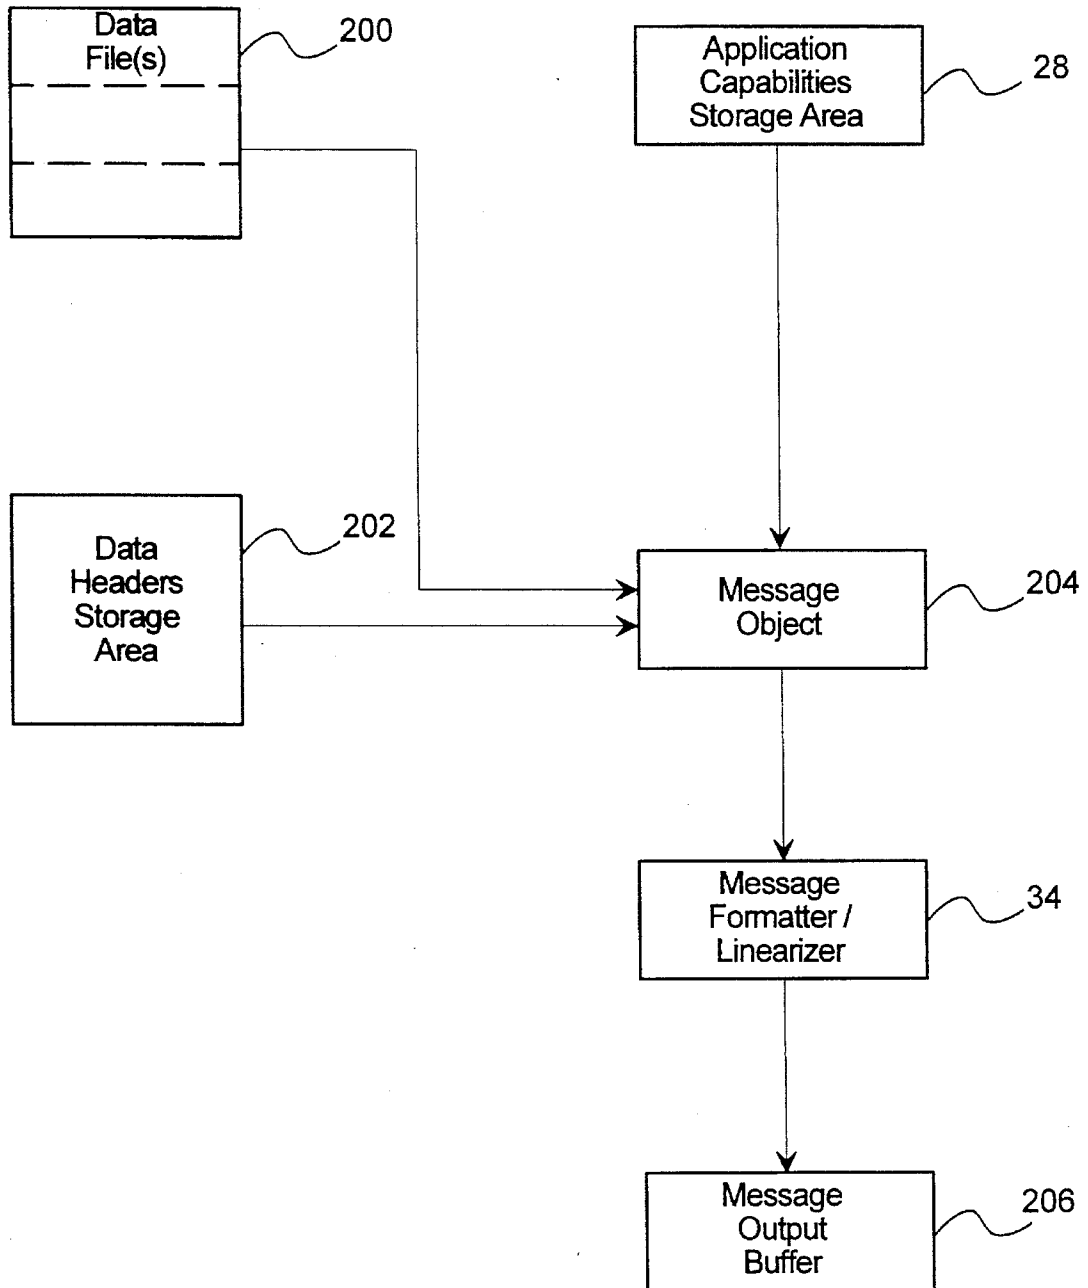 Data
File(s)
200
Application
Capabilities
Storage Area
28
Data
Headers
Storage
Area
202
Message
Object
204
Message
Formatter /
Linearizer
34
Message
Output
Buffer
206